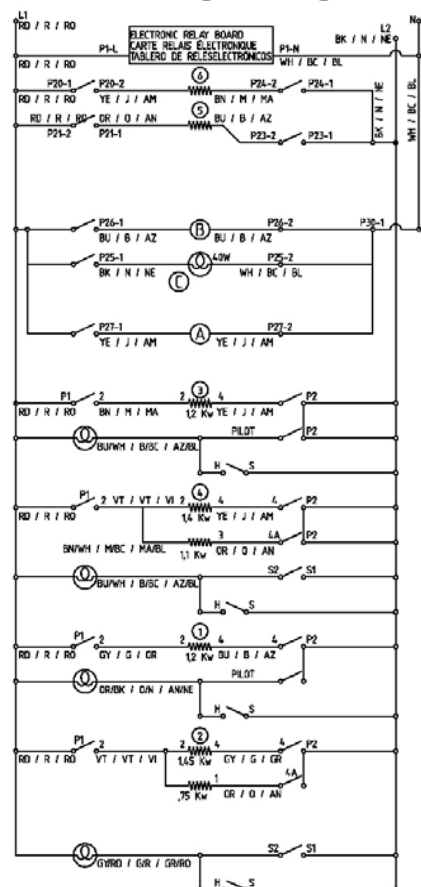 L1
RD / R / RO
P1-L
ELECTRONIC RELAY BOARD
CARTE RELAIS ÉLECTRONIQUE
TABLERO DE RELESELECTRÓNICOS
P1-N
WH / BC / BL
L2
BK / N / NE
N
P20-1 P20-2 6 P24-2 P24-1
RD / R / RO YE / J / AM BN / M / MA
BK / N / NE
WH / BC / BL
RD / R / RO OR / O / AN 5 BU / B / AZ
P21-2 P21-1 P23-2 P23-1
P26-1 B P26-2 P30-1
BU / B / AZ BU / B / AZ
P25-1 40W P25-2
BK / N / NE C WH / BC / BL
P27-1 A P27-2
YE / J / AM YE / J / AM
P1 2 3 4 P2
RD / R / RO BN / M / MA 1,2 Kw YE / J / AM
BU/WH / B/BC / AZ/BL PILOT P2
H S
P1 2 VT / VT / VI 2 4 4 4 P2
RD / R / RO 1,4 Kw YE / J / AM
3 4A P2
BN/WH / M/BC / MA/BL 1,1 Kw OR / O / AN
BU/WH / B/BC / AZ/BL S2 S1
H S
P1 2 2 1 4 4 P2
RD / R / RO GY / G / GR 1,2 Kw BU / B / AZ
OR/BK / O/N / AN/NE PILOT
H S
P1 2 2 2 4 4 P2
RD / R / RO VT / VT / VI 1,45 Kw GY / G / GR
1 4A
,75 Kw OR / O / AN
GY/RD / G/R / GR/RO S2 S1
H S